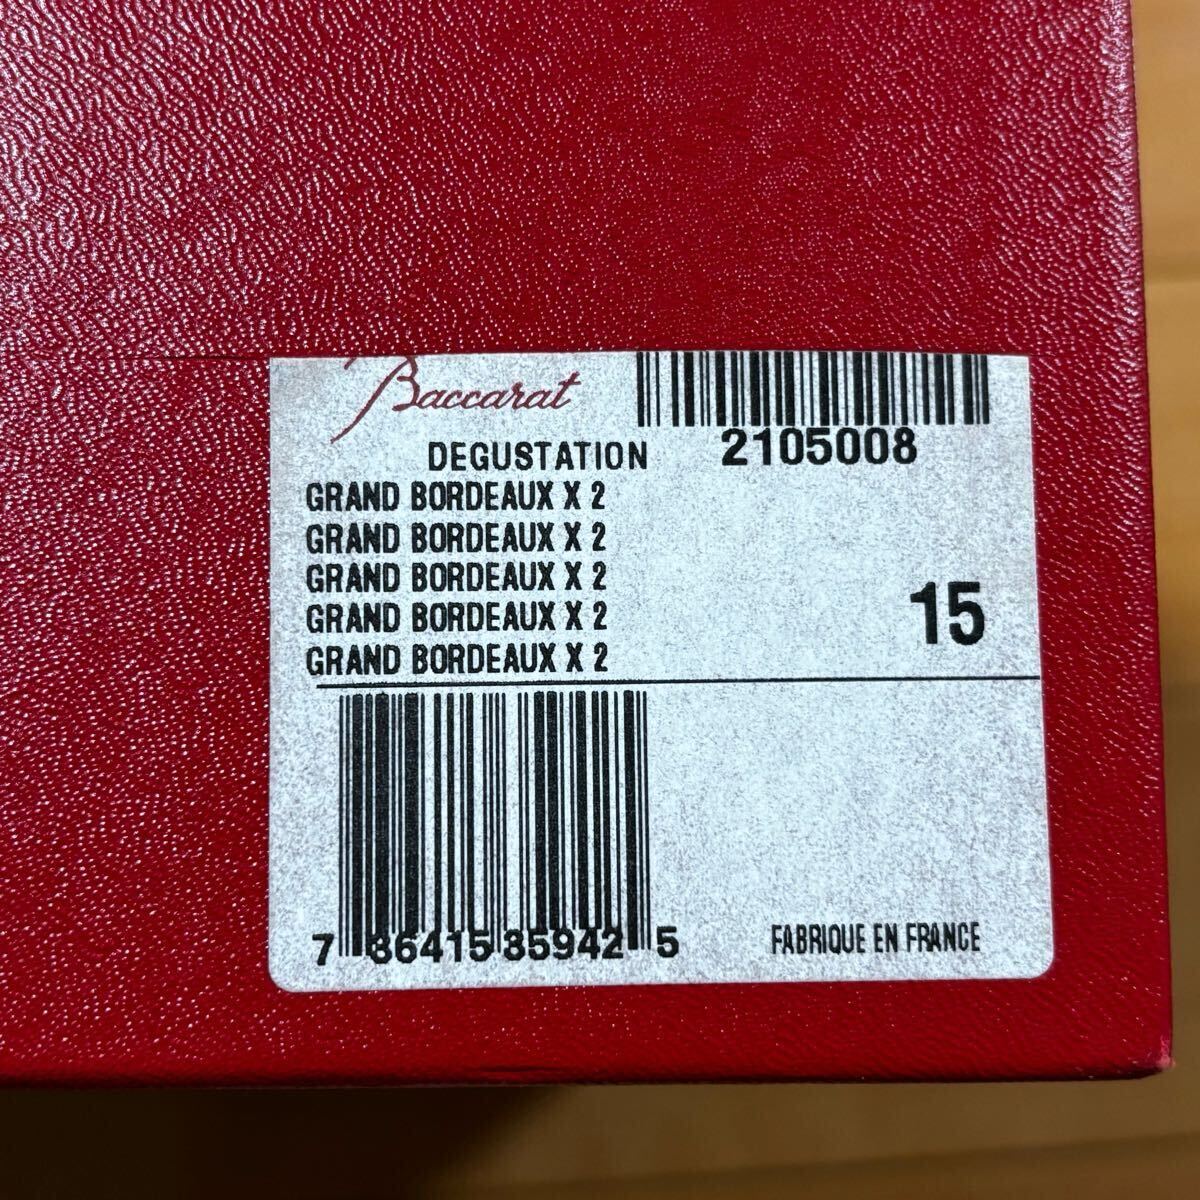 Baccarat
DEGUSTATION 2105008
GRAND BORDEAUX X 2
GRAND BORDEAUX X 2
GRAND BORDEAUX X 2
GRAND BORDEAUX X 2
GRAND BORDEAUX X 2
15
7 36415 35942 5
FABRIQUE EN FRANCE